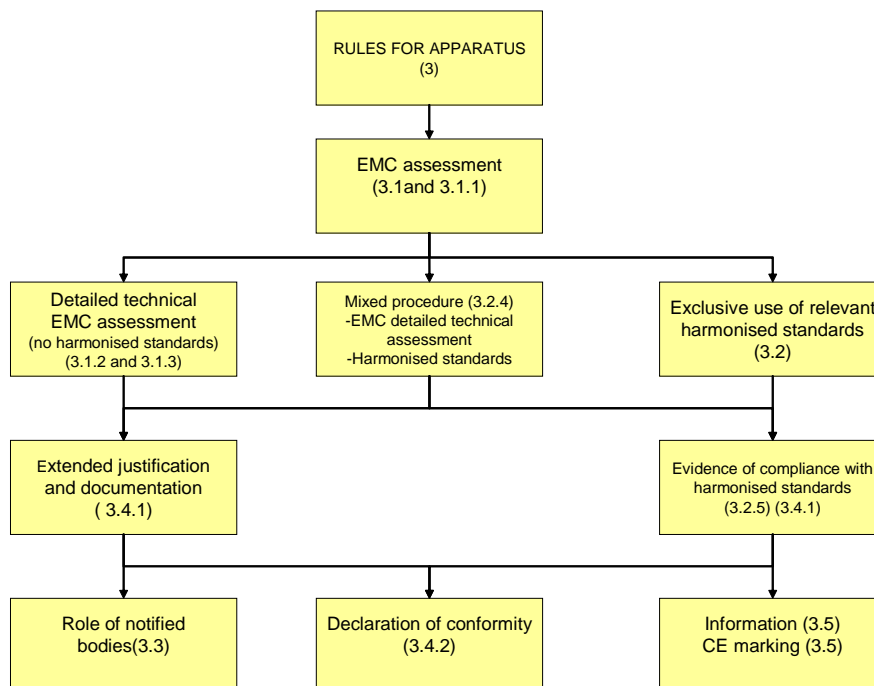 RULES FOR APPARATUS
(3)
EMC assessment
(3.1and 3.1.1)
Detailed technical
EMC assessment
(no harmonised standards)
(3.1.2 and 3.1.3)
Mixed procedure (3.2.4)
-EMC detailed technical
assessment
-Harmonised standards
Exclusive use of relevant
harmonised standards
(3.2)
Extended justification
and documentation
( 3.4.1)
Evidence of compliance with
harmonised standards
(3.2.5) (3.4.1)
Role of notified
bodies(3.3)
Declaration of conformity
(3.4.2)
Information (3.5)
CE marking (3.5)